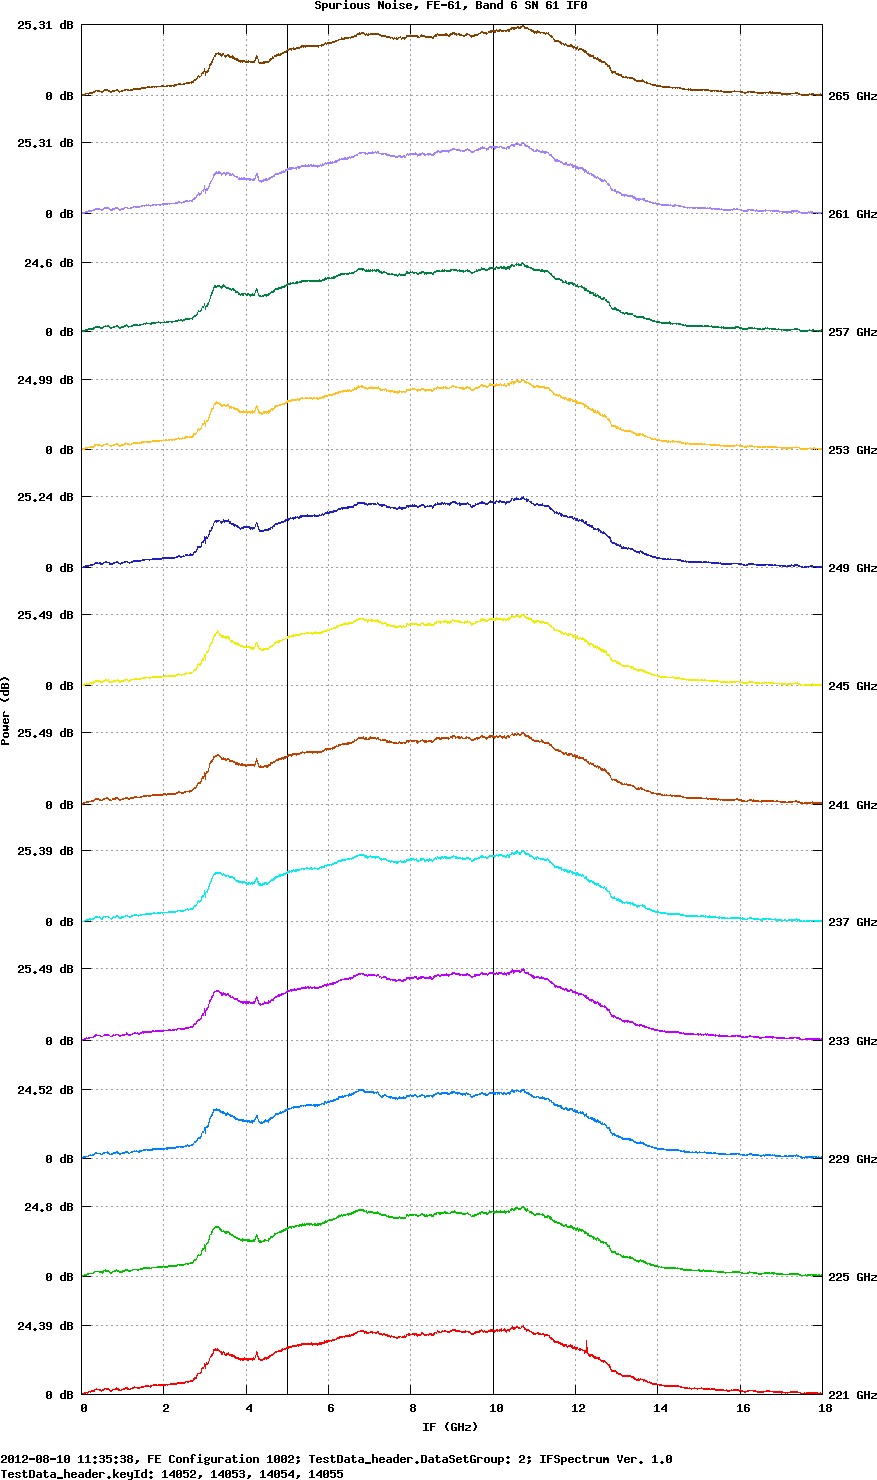 Spurious Noise, FE-61, Band 6 SN 61 IF0
25.31 dB
0 dB
265 GHz
25.31 dB
0 dB
261 GHz
24.6 dB
0 dB
257 GHz
24.99 dB
0 dB
253 GHz
25.24 dB
0 dB
249 GHz
25.49 dB
0 dB
245 GHz
Power (dB)
25.49 dB
0 dB
241 GHz
25.39 dB
0 dB
237 GHz
25.49 dB
0 dB
233 GHz
24.52 dB
0 dB
229 GHz
24.8 dB
0 dB
225 GHz
24.39 dB
0 dB
221 GHz
0 2 4 6 8 10 12 14 16 18
IF (GHz)
2012-08-10 11:35:38, FE Configuration 1002; TestData_header.DataSetGroup: 2; IFSpectrum Ver. 1.0
TestData_header.keyId: 14052, 14053, 14054, 14055